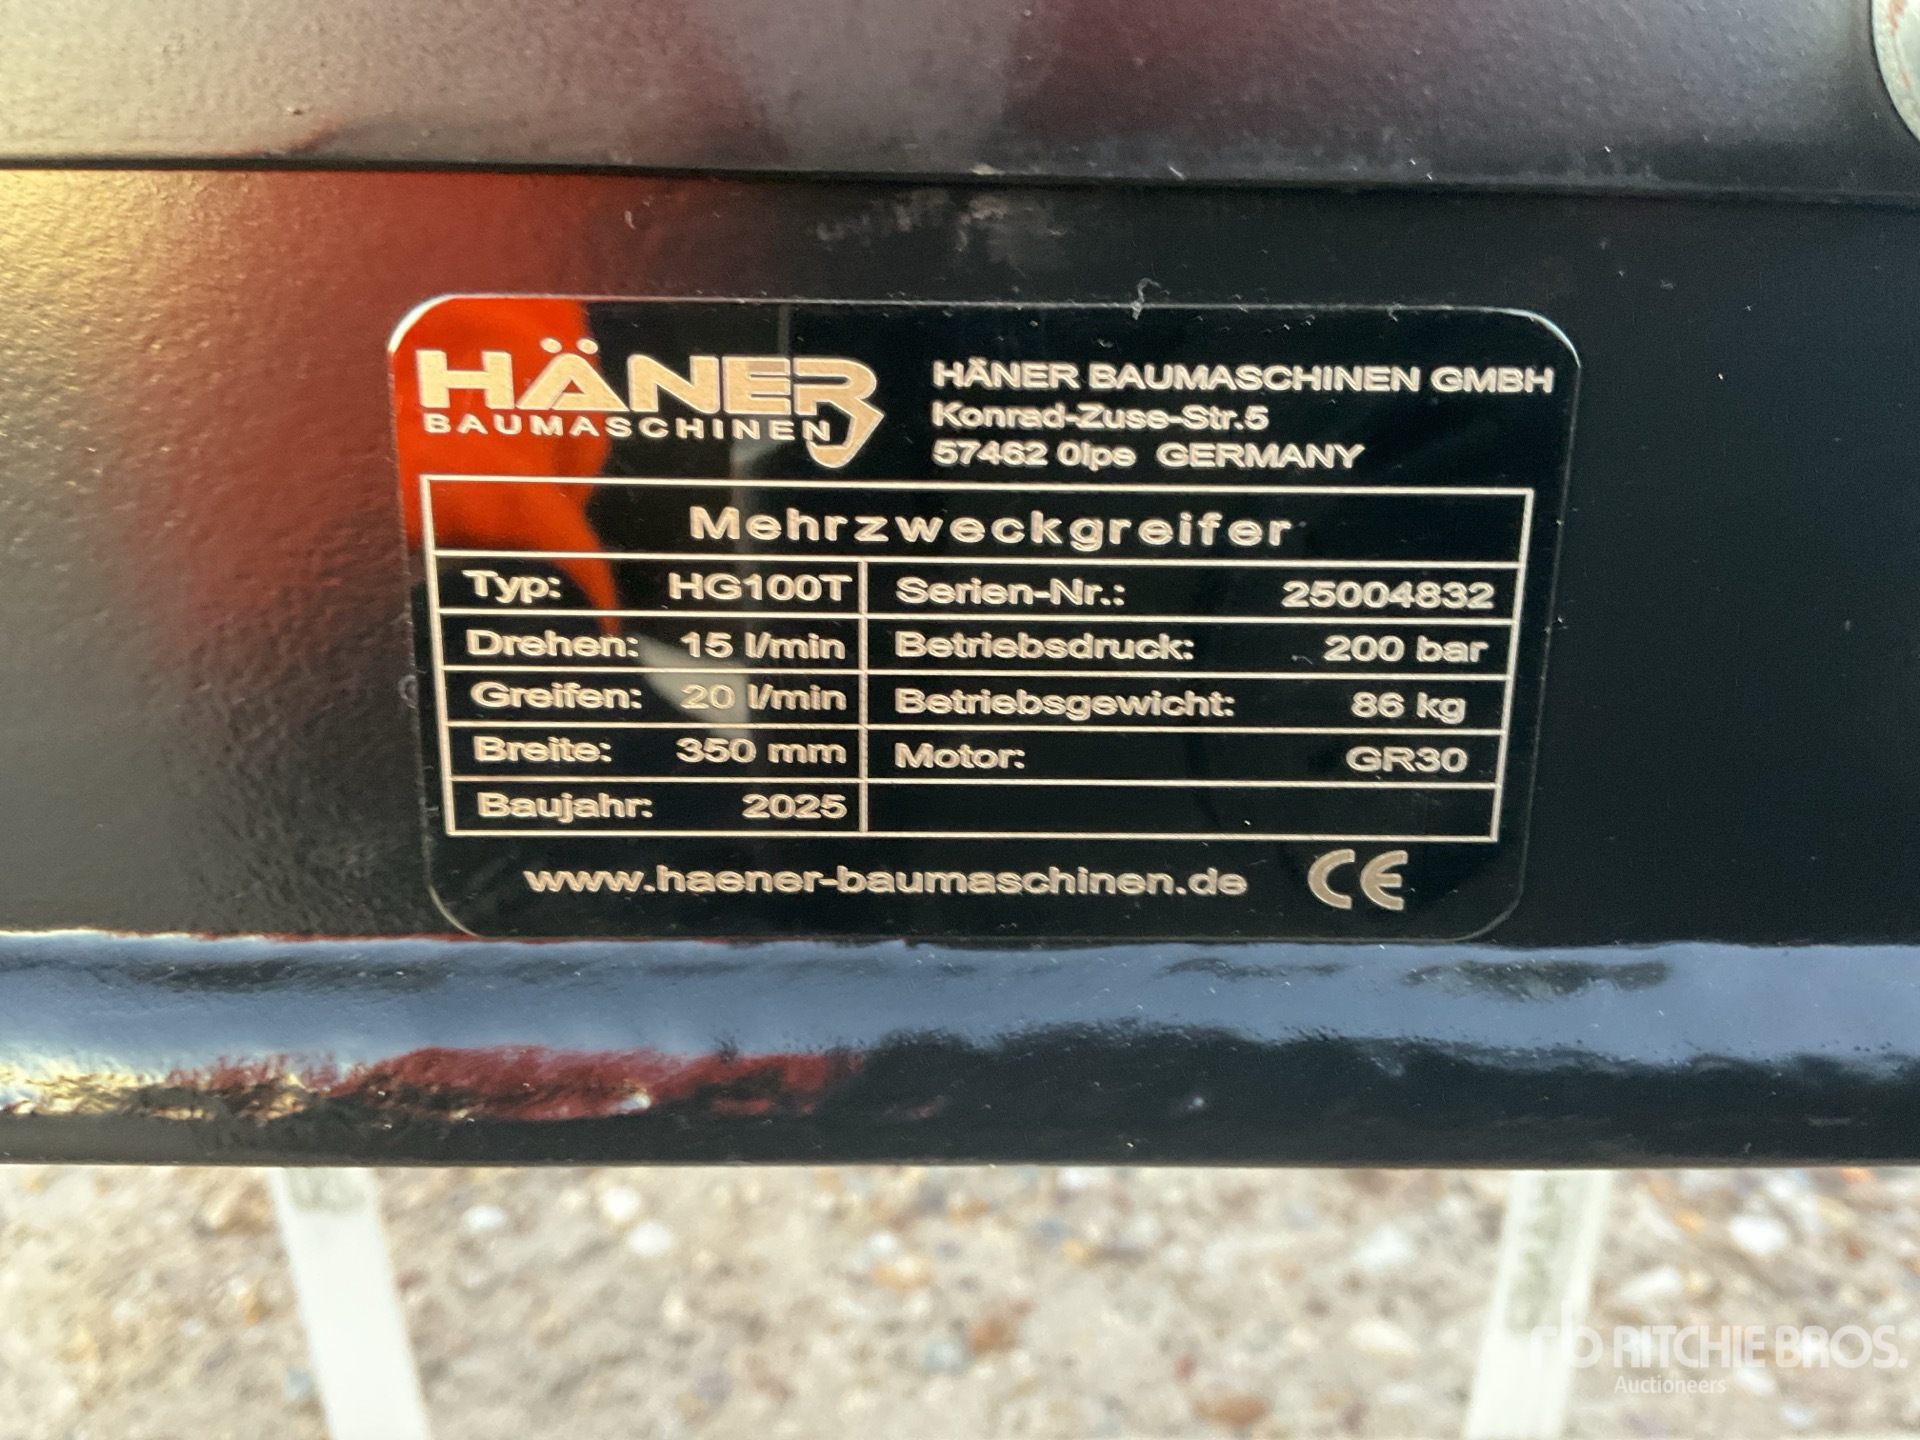 HÄNER
BAUMASCHINEN
HÄNER BAUMASCHINEN GMBH
Konrad-Zuse-Str.5
57462 Olpe GERMANY
Mehrzweckgreifer
Typ: HG100T Serien-Nr.: 25004832
Drehen: 15 l/min Betriebsdruck: 200 bar
Greifen: 20 l/min Betriebsgewicht: 86 kg
Breite: 350 mm Motor: GR30
Baujahr: 2025
www.haener-baumaschinen.de CE
rb RITCHIE BROS.
Auctioneers